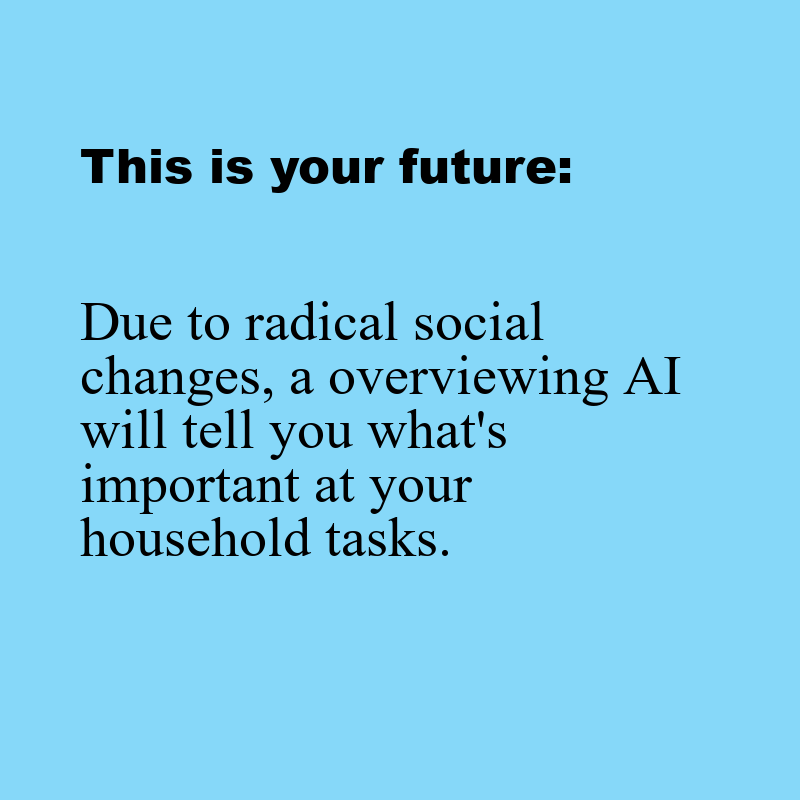 This is your future:
Due to radical social
changes, a overviewing AI
will tell you what's
important at your
household tasks.